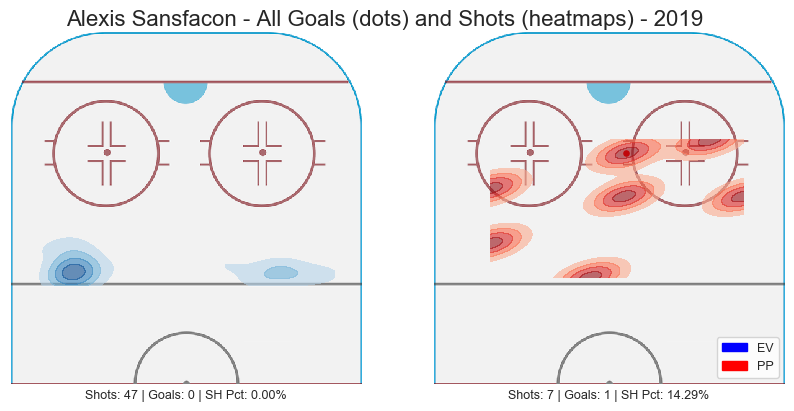 Alexis Sansfacon - All Goals (dots) and Shots (heatmaps) - 2019
EV
PP
Shots: 47 | Goals: 0 | SH Pct: 0.00%
Shots: 7 | Goals: 1 | SH Pct: 14.29%